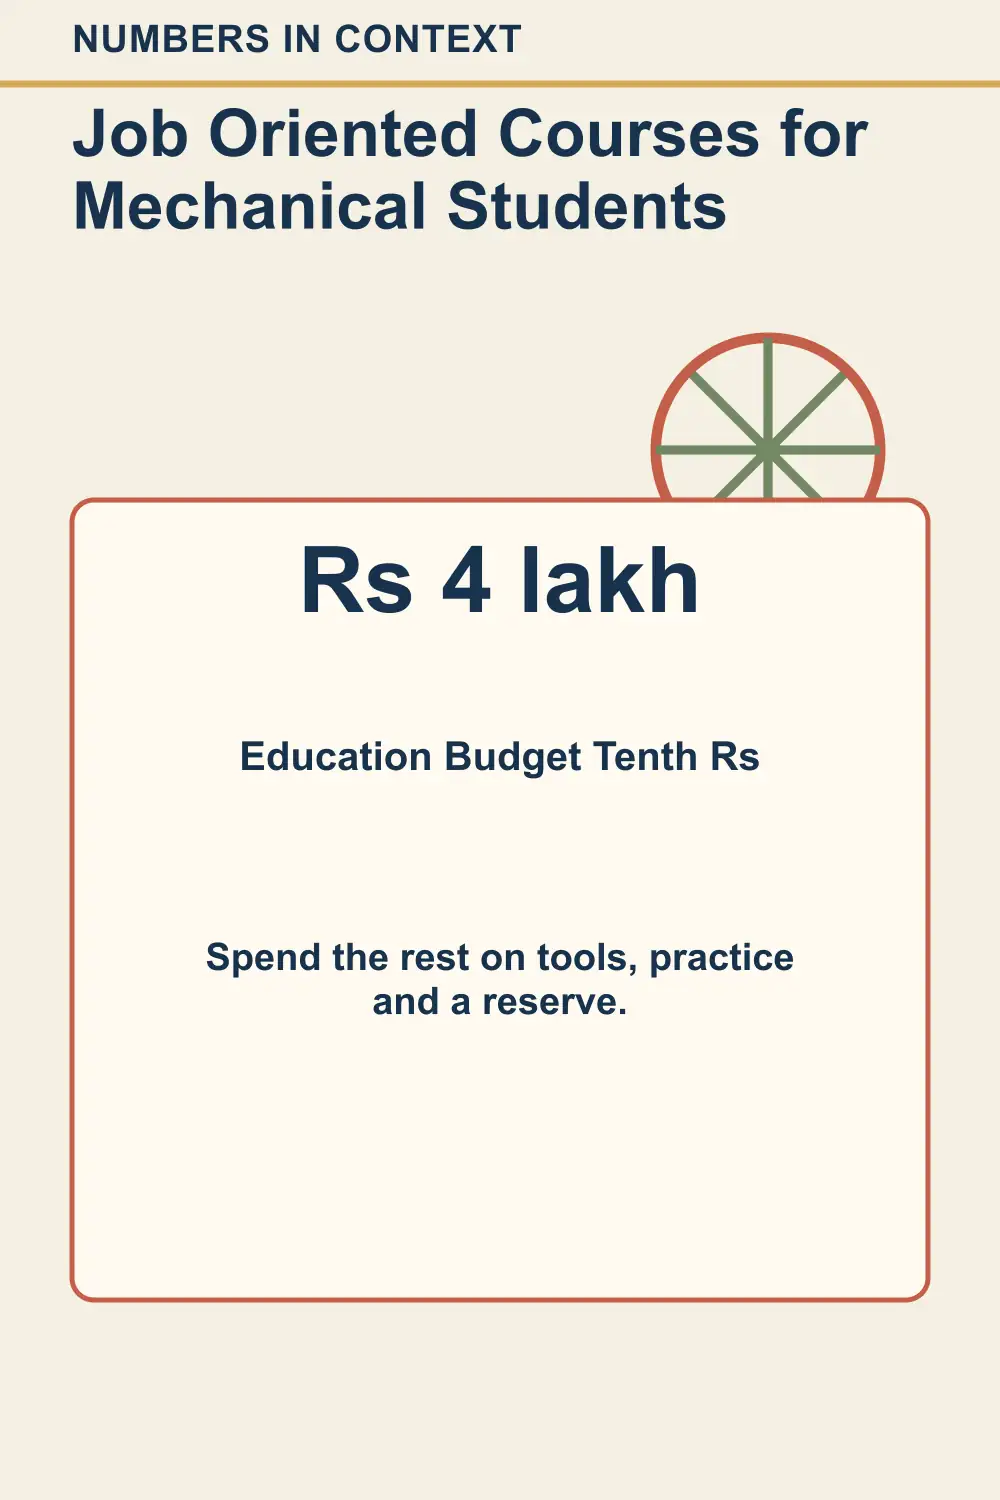 NUMBERS IN CONTEXT
Job Oriented Courses for
Mechanical Students
Rs 4 lakh
Education Budget Tenth Rs
Spend the rest on tools, practice
and a reserve.